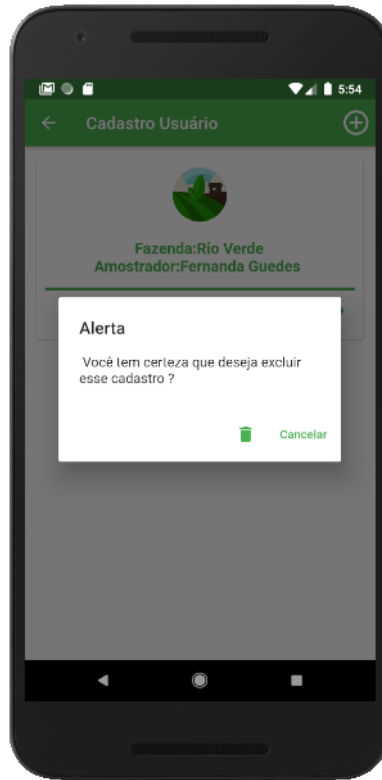 5:54
Cadastro Usuário
Fazenda:Rio Verde
Amostrador:Fernanda Guedes
Alerta
Você tem certeza que deseja excluir
esse cadastro ?
Cancelar